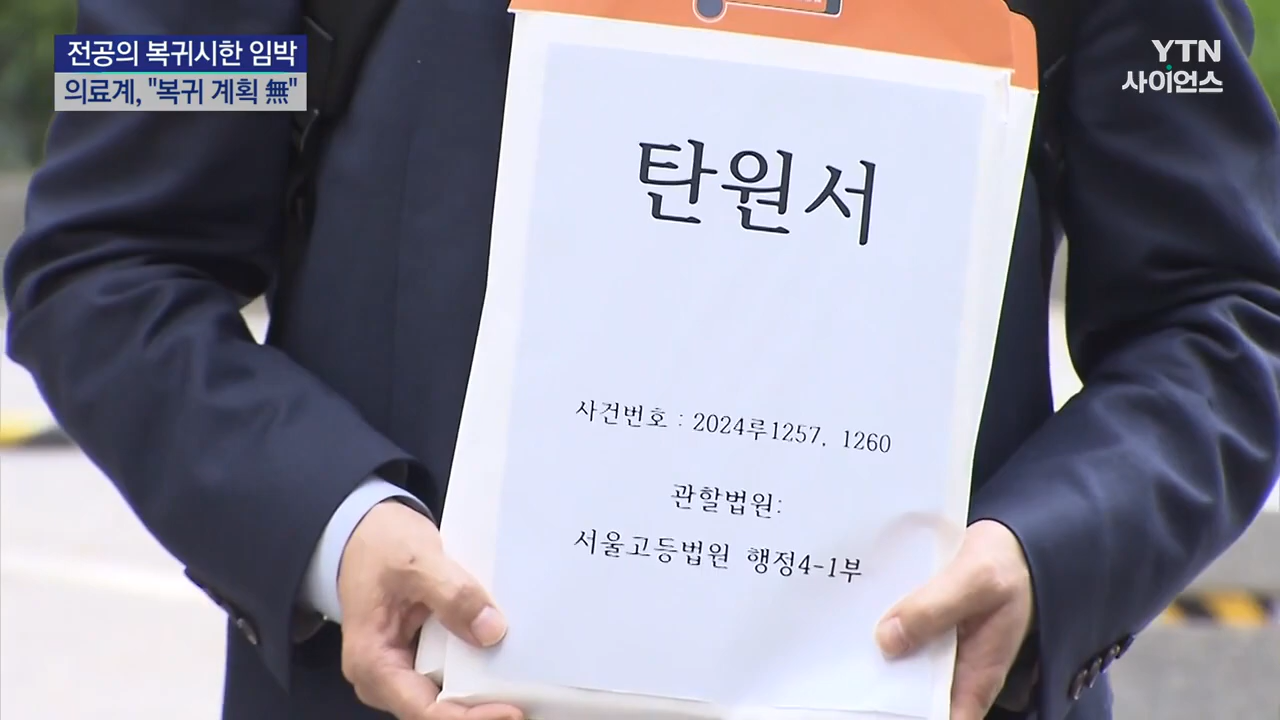 전공의 복귀시한 임박
의료계, "복귀 계획 無"
YTN
사이언스
탄원서
사건번호 : 2024루1257, 1260
관할법원:
서울고등법원 행정4-1부